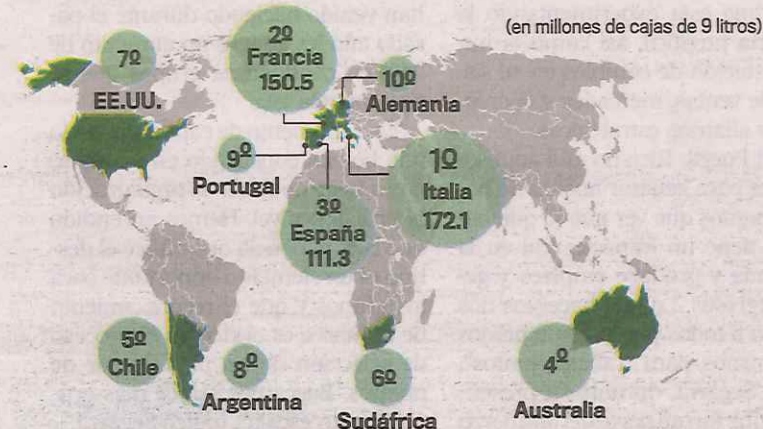 (en millones de cajas de 9 litros)
7º
EE.UU.
2º
Francia
150.5
10º
Alemania
9º
Portugal
1º
Italia
172.1
3º
España
111.3
5º
Chile
8º
Argentina
6º
Sudáfrica
4º
Australia